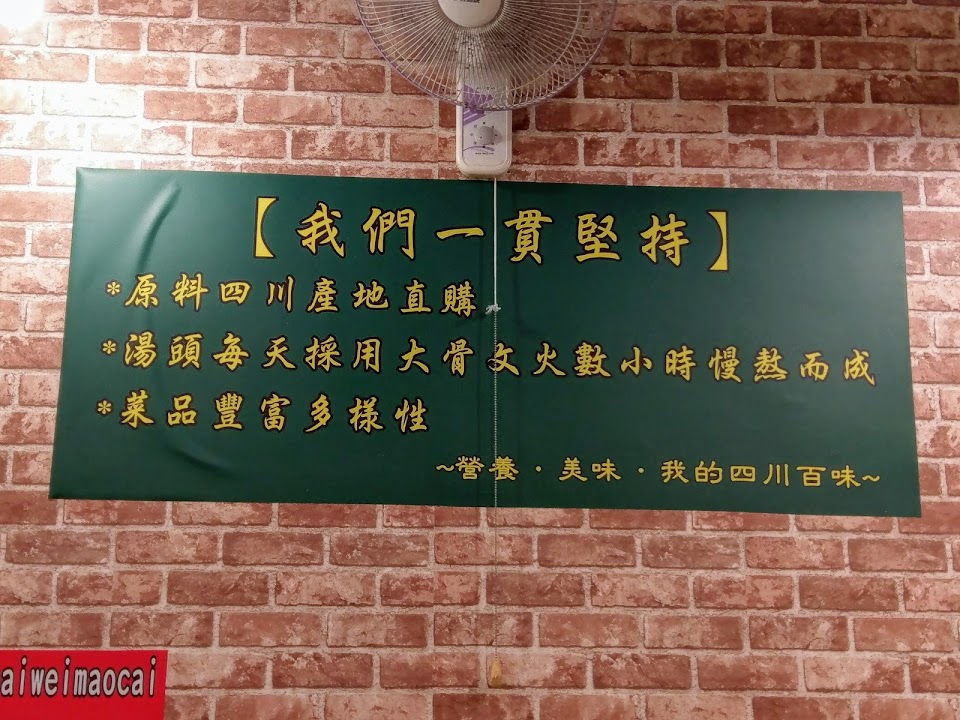 【我們一貫堅持】
*原料四川產地直購
*湯頭每天採用大骨文火數小時慢熬而成
*菜品豐富多樣性
~營養·美味·我的四川百味~
aiweimaocai